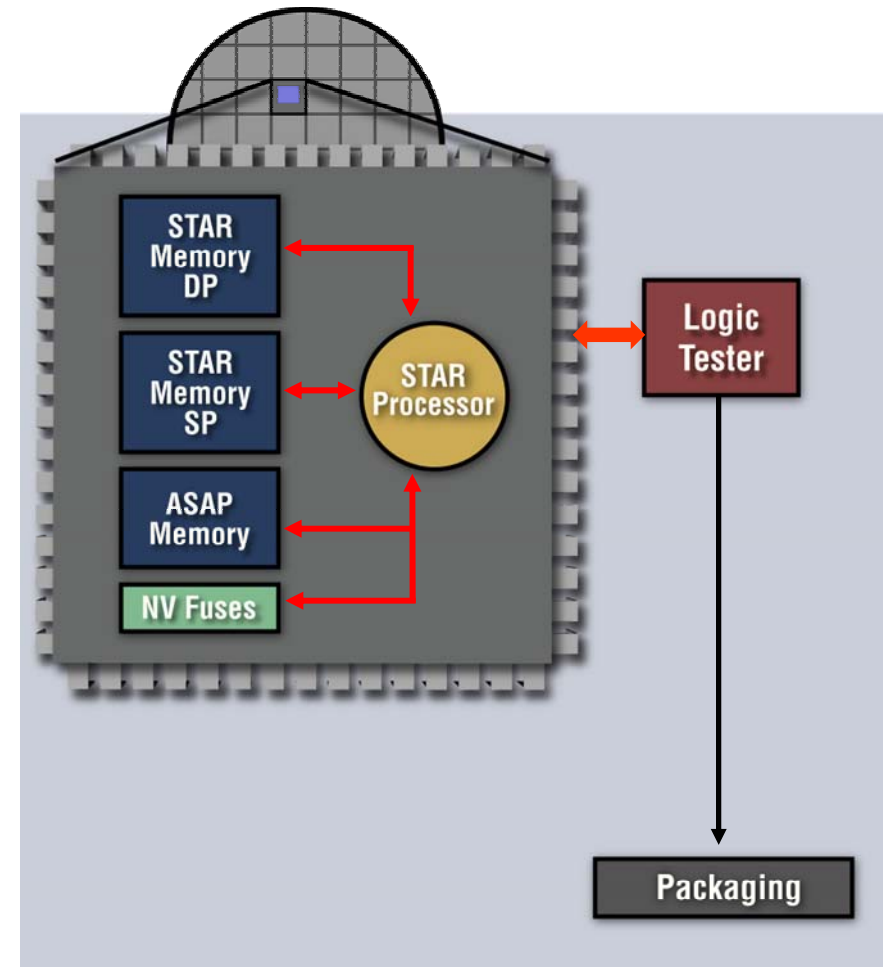 STAR
Memory
DP
STAR
Memory
SP
ASAP
Memory
NV Fuses
STAR
Processor
Logic
Tester
Packaging